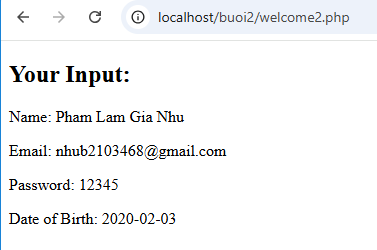 localhost/buoi2/welcome2.php
Your Input:
Name: Pham Lam Gia Nhu
Email: nhub2103468@gmail.com
Password: 12345
Date of Birth: 2020-02-03